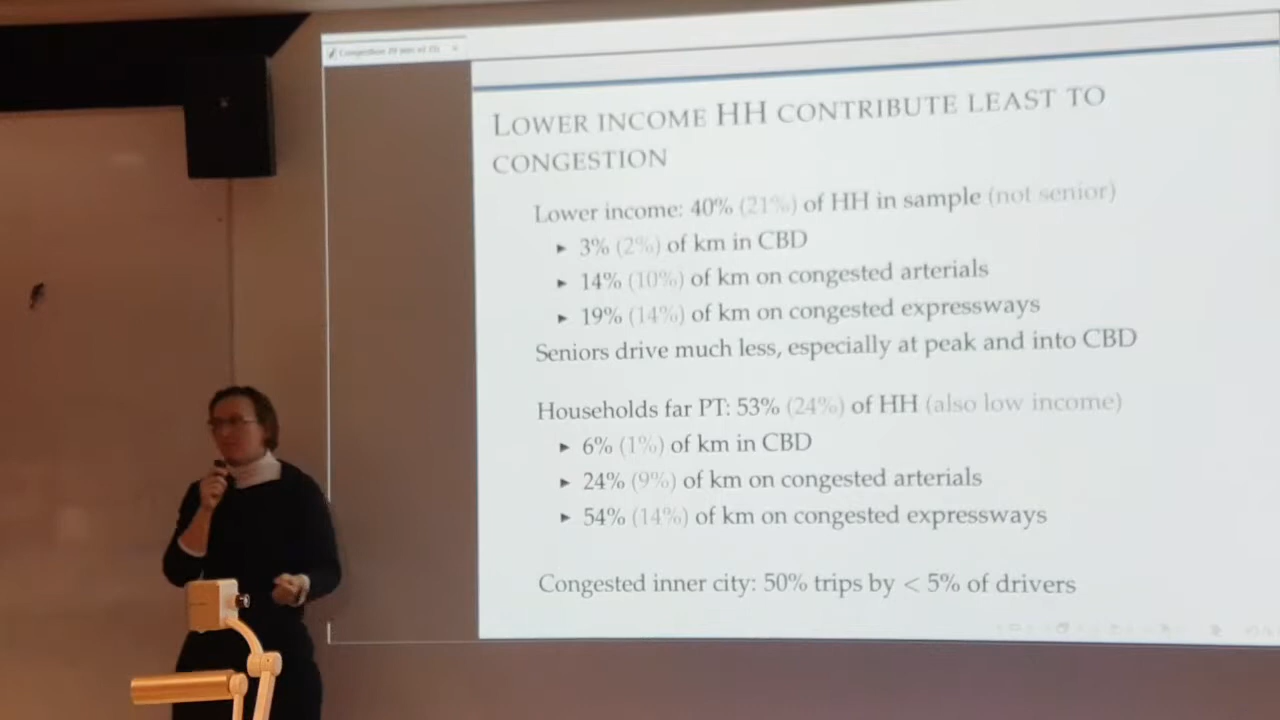 LOWER INCOME HH CONTRIBUTE LEAST TO
CONGESTION
Lower income: 40% (21%) of HH in sample (not senior)
▸ 3% (2%) of km in CBD
▸ 14% (10%) of km on congested arterials
▸ 19% (14%) of km on congested expressways
Seniors drive much less, especially at peak and into CBD
Households far PT: 53% (24%) of HH (also low income)
▸ 6% (1%) of km in CBD
▸ 24% (9%) of km on congested arterials
▸ 54% (14%) of km on congested expressways
Congested inner city: 50% trips by < 5% of drivers